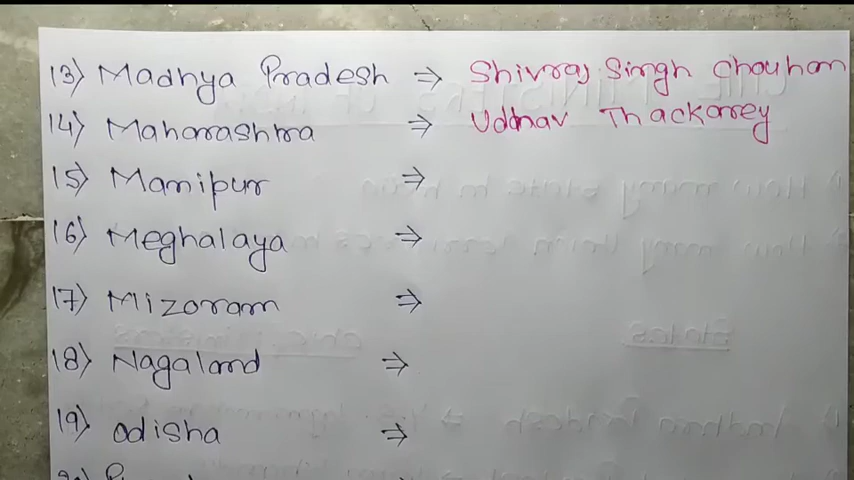 13) Madhya Pradesh ⇒ Shivraj Singh Chouhan
14) Maharashtra ⇒ Uddhav Thackarey
15) Manipur ⇒
16) Meghalaya ⇒
17) Mizoram ⇒
18) Nagaland ⇒
19) Odisha ⇒